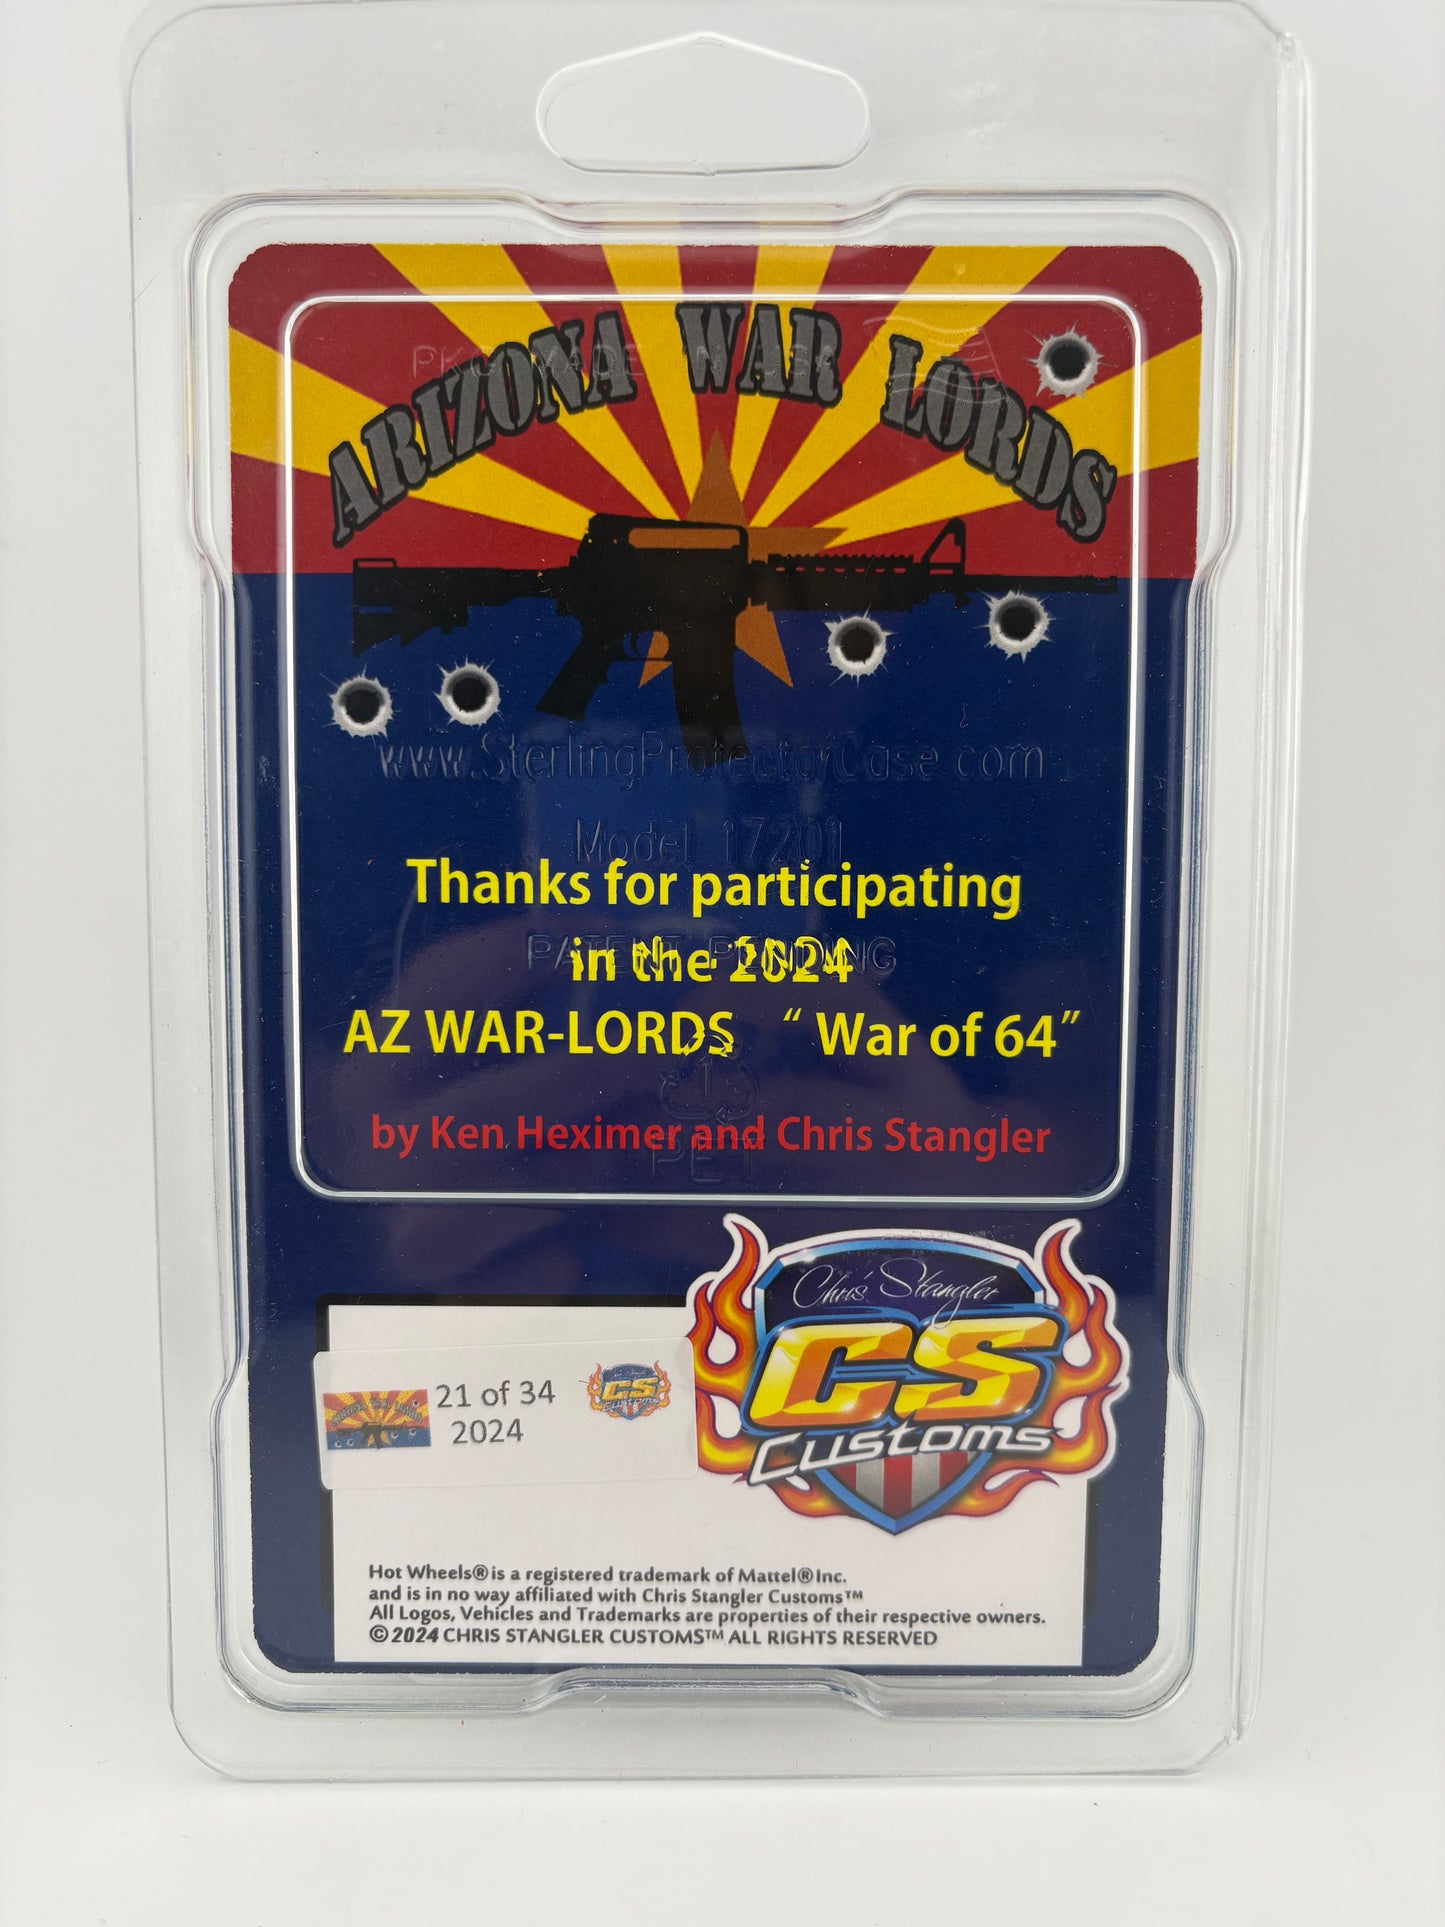 ARIZONA WAR LORDS
www.SterlingProtectorCase.com
Model 17201
Thanks for participating
PATENT PENDING
in the 2024
AZ WAR-LORDS “ War of 64”
1
by Ken Heximer and Chris Stangler
PET
Chris Stangler
CS
Customs
21 of 34
2024
CS
Customs
Hot Wheels® is a registered trademark of Mattel® Inc.
and is in no way affiliated with Chris Stangler Customs™
All Logos, Vehicles and Trademarks are properties of their respective owners.
© 2024 CHRIS STANGLER CUSTOMS™ ALL RIGHTS RESERVED